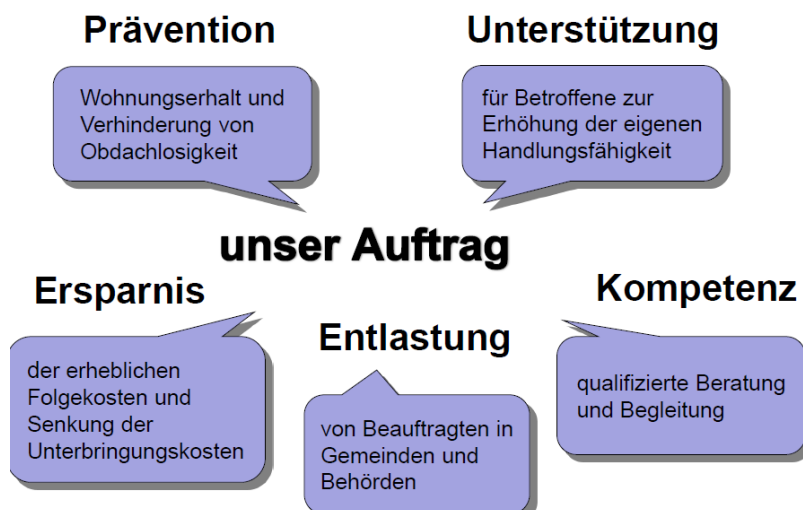 Prävention
Wohnungserhalt und
Verhinderung von
Obdachlosigkeit
Unterstützung
für Betroffene zur
Erhöhung der eigenen
Handlungsfähigkeit
unser Auftrag
Ersparnis
der erheblichen
Folgekosten und
Senkung der
Unterbringungskosten
Entlastung
von Beauftragten in
Gemeinden und
Behörden
Kompetenz
qualifizierte Beratung
und Begleitung